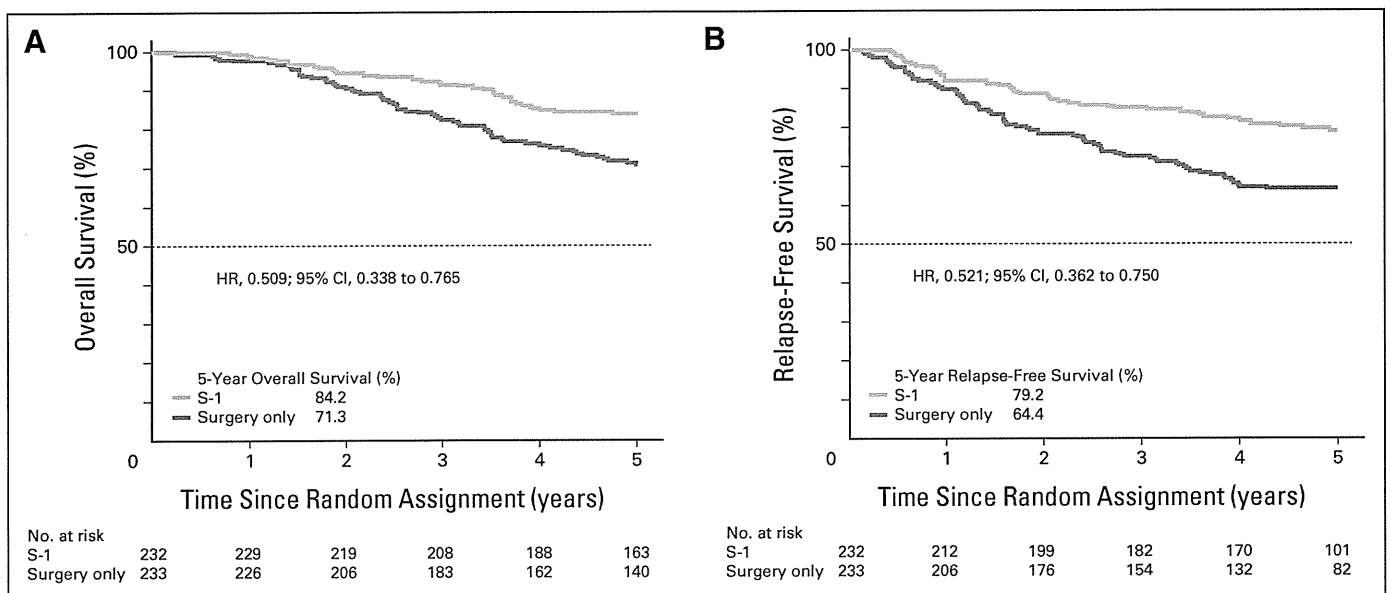 A
100
50
0
Overall Survival (%)
HR, 0.509; 95% CI, 0.338 to 0.765
5-Year Overall Survival (%)
S-1 84.2
Surgery only 71.3
1 2 3 4 5
Time Since Random Assignment (years)
No. at risk
S-1 232 229 219 208 188 163
Surgery only 233 226 206 183 162 140
B
100
50
0
Relapse-Free Survival (%)
HR, 0.521; 95% CI, 0.362 to 0.750
5-Year Relapse-Free Survival (%)
S-1 79.2
Surgery only 64.4
1 2 3 4 5
Time Since Random Assignment (years)
No. at risk
S-1 232 212 199 182 170 101
Surgery only 233 206 176 154 132 82